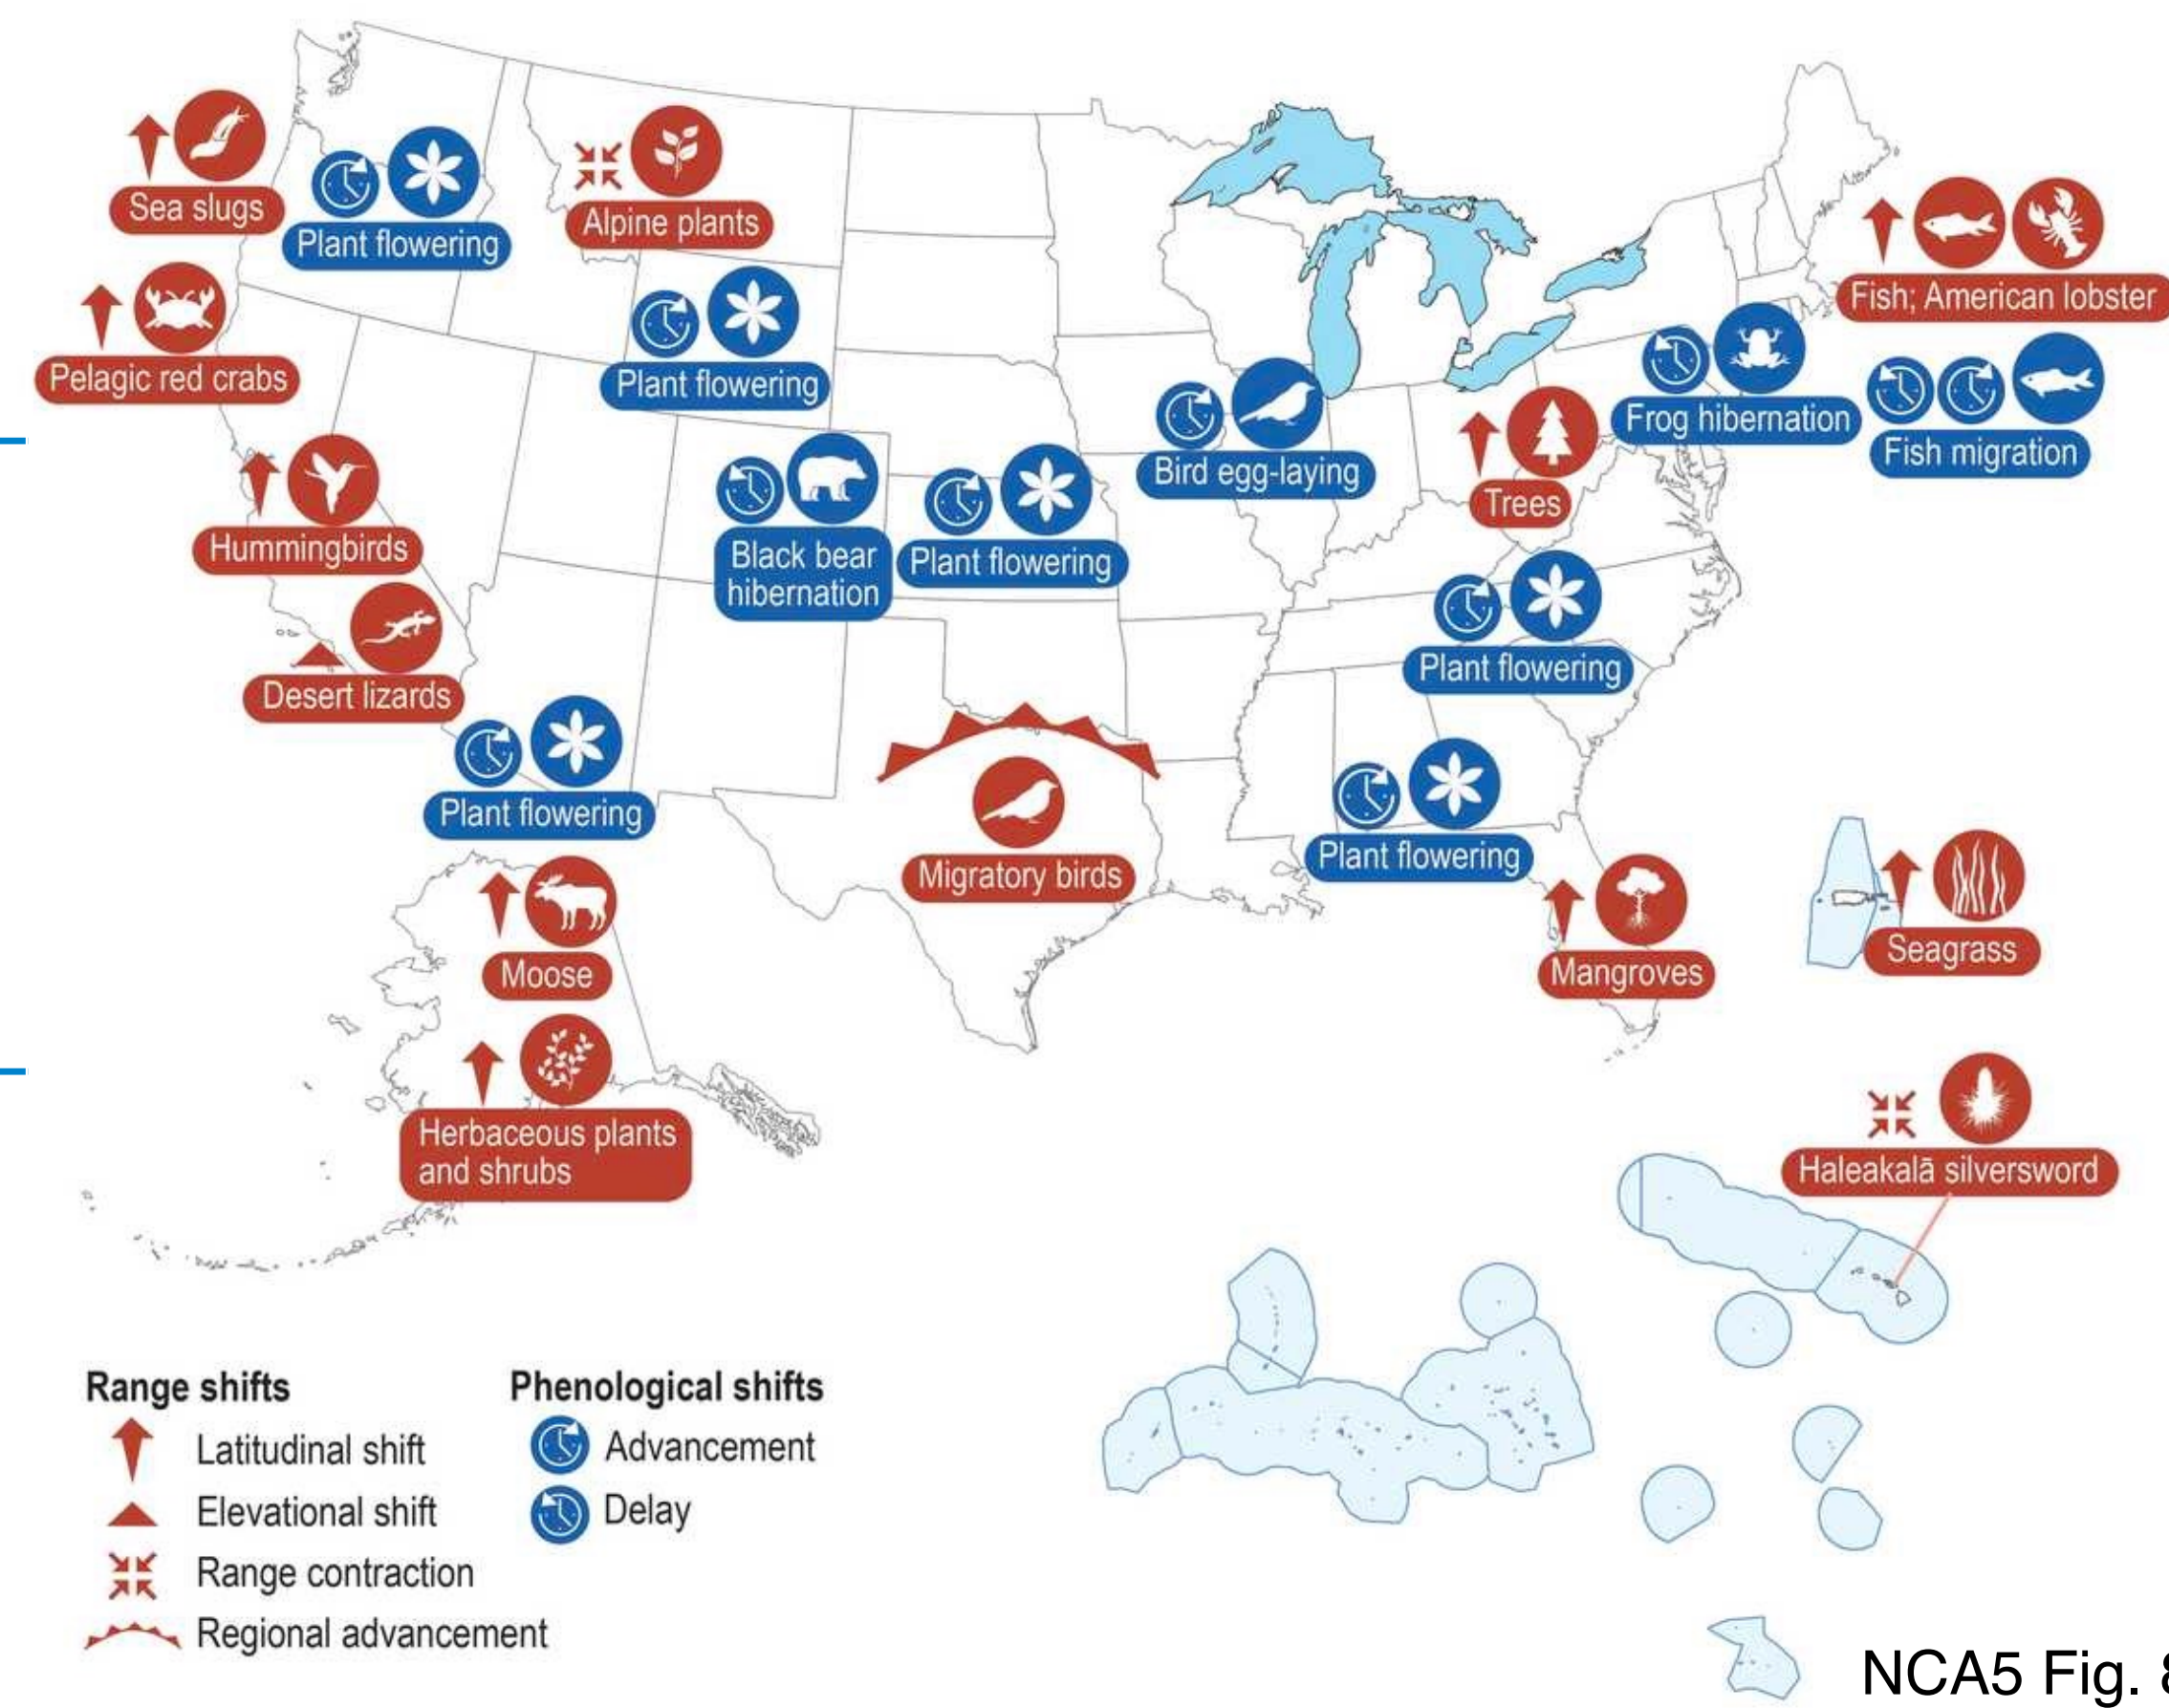 Sea slugs
Plant flowering
Alpine plants
Fish; American lobster
Pelagic red crabs
Plant flowering
Frog hibernation
Fish migration
Bird egg-laying
Trees
Hummingbirds
Black bear
hibernation
Plant flowering
Desert lizards
Plant flowering
Plant flowering
Plant flowering
Migratory birds
Moose
Mangroves
Seagrass
Herbaceous plants
and shrubs
Haleakalā silversword
Range shifts
Latitudinal shift
Elevational shift
Range contraction
Regional advancement
Phenological shifts
Advancement
Delay
NCA5 Fig.